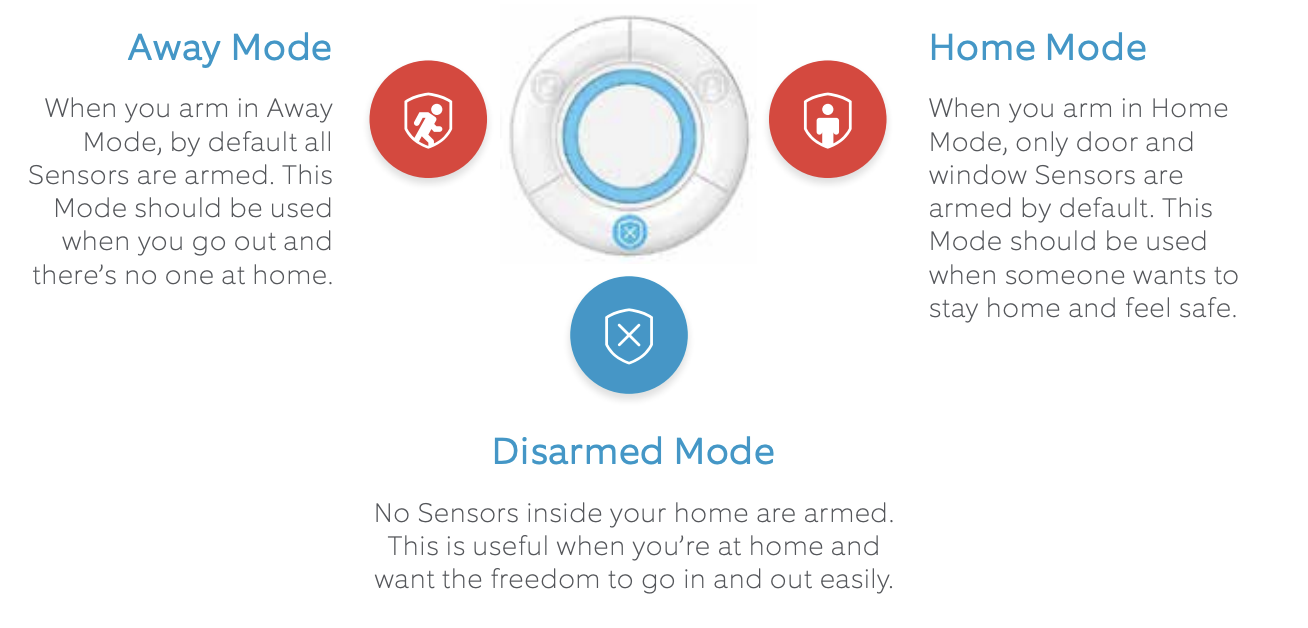 Away Mode
When you arm in Away
Mode, by default all
Sensors are armed. This
Mode should be used
when you go out and
there’s no one at home.
Home Mode
When you arm in Home
Mode, only door and
window Sensors are
armed by default. This
Mode should be used
when someone wants to
stay home and feel safe.
Disarmed Mode
No Sensors inside your home are armed.
This is useful when you’re at home and
want the freedom to go in and out easily.